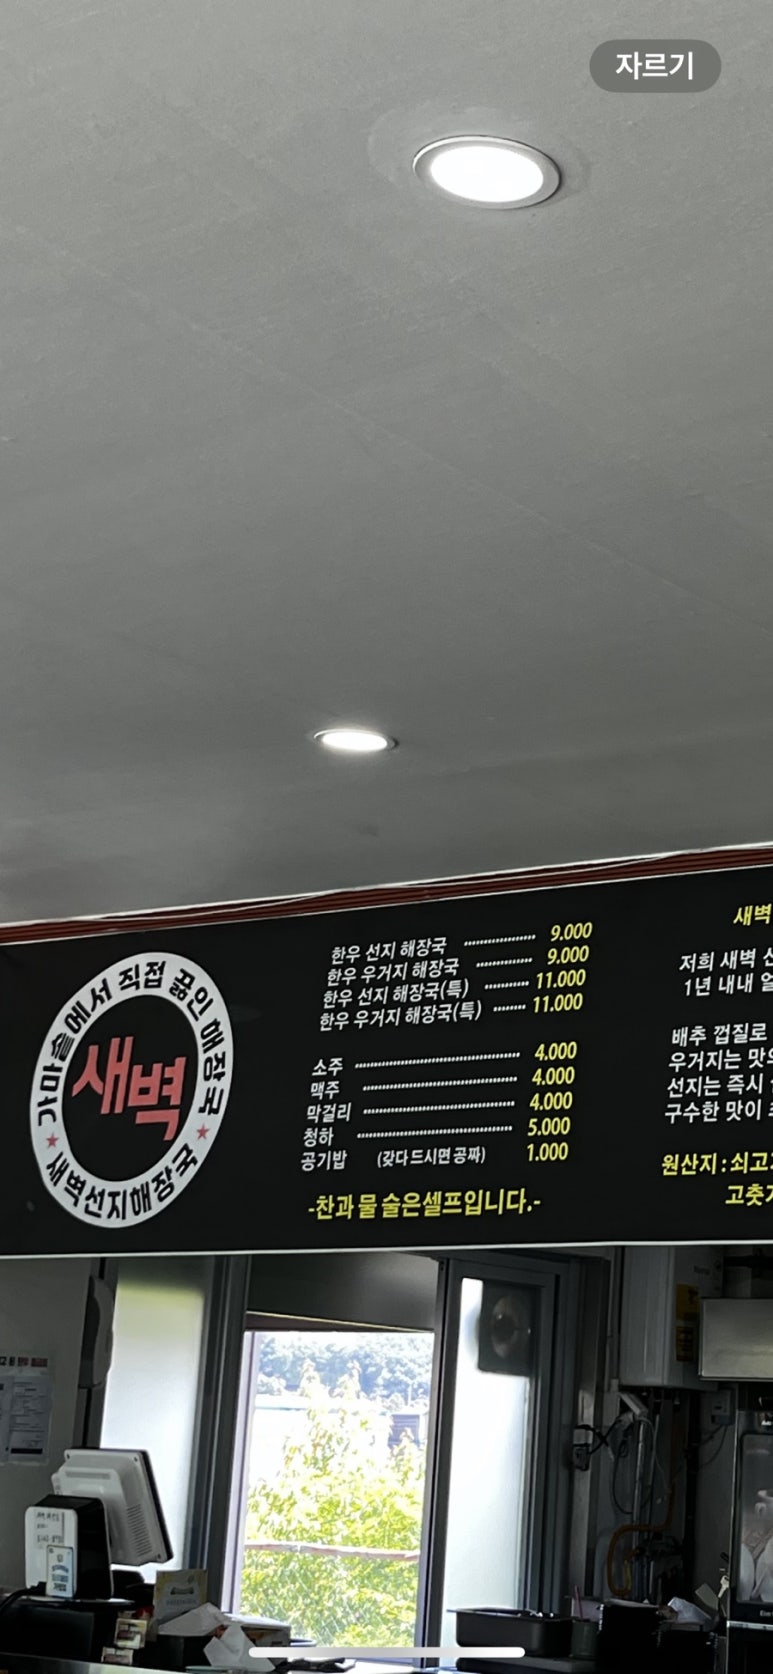 자르기
가마솥에서 직접 끓인 해장국
새벽
새벽선지해장국
한우 선지 해장국 9.000
한우 우거지 해장국 9.000
한우 선지 해장국(특) 11.000
한우 우거지 해장국(특) 11.000
소주 4.000
맥주 4.000
막걸리 4.000
청하 5.000
공기밥 (갖다드시면공짜) 1.000
-찬과 물 술은셀프입니다.-
새벽
저희 새벽
1년 내내
배추 껍질로
우거지는
선지는 즉시
구수한 맛이
원산지 :